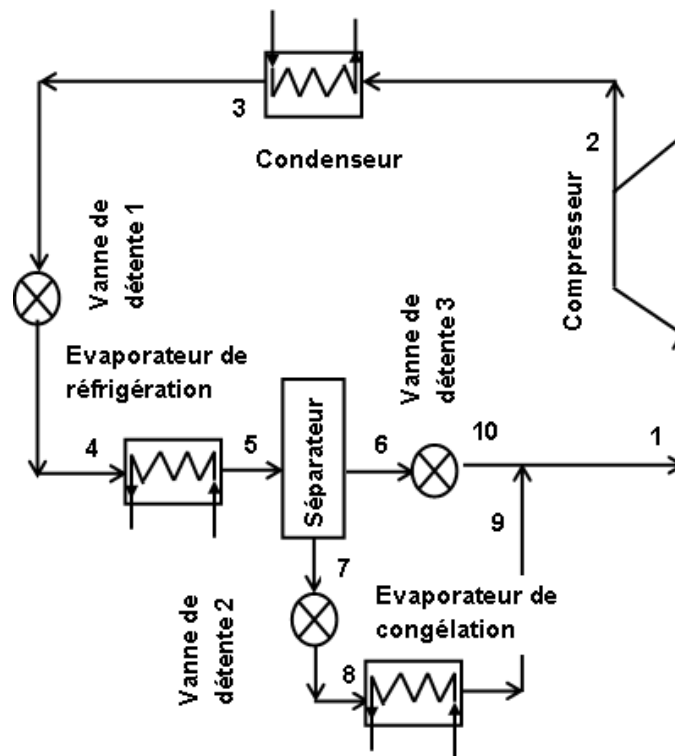 3
2
Condenseur
Vanne de
détente 1
Compresseur
Vanne de
détente 3
Evaporateur de
réfrigération
4
5
Séparateur
6
10
1
9
7
Vanne de
détente 2
Evaporateur de
congélation
8